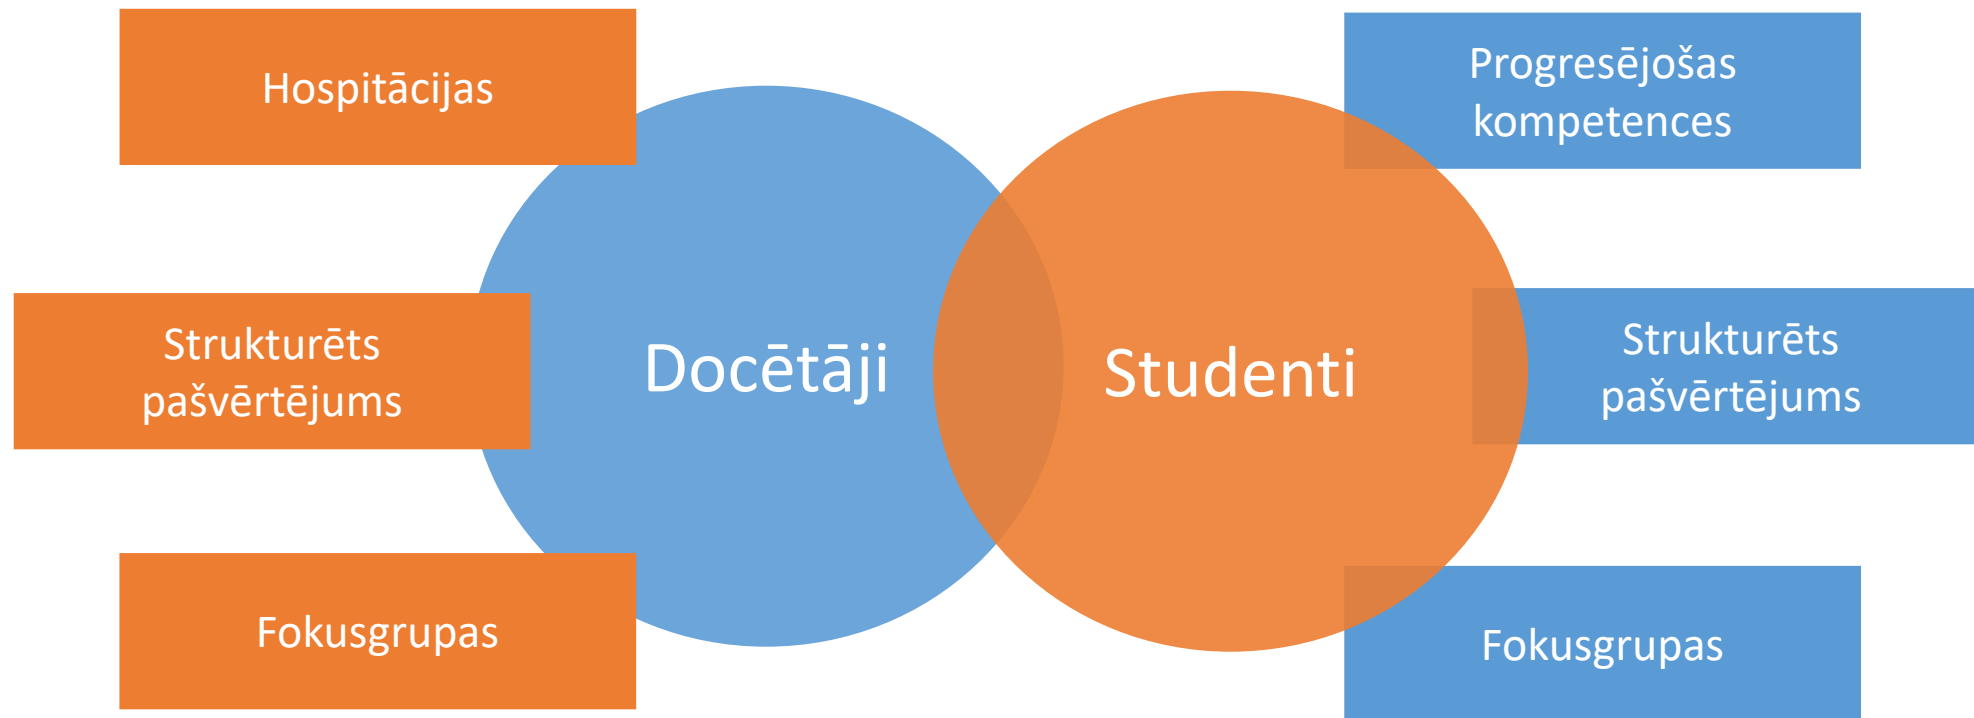 Hospitācijas
Strukturēts
pašvērtējums
Fokusgrupas
Docētāji
Studenti
Progresējošas
kompetences
Strukturēts
pašvērtējums
Fokusgrupas